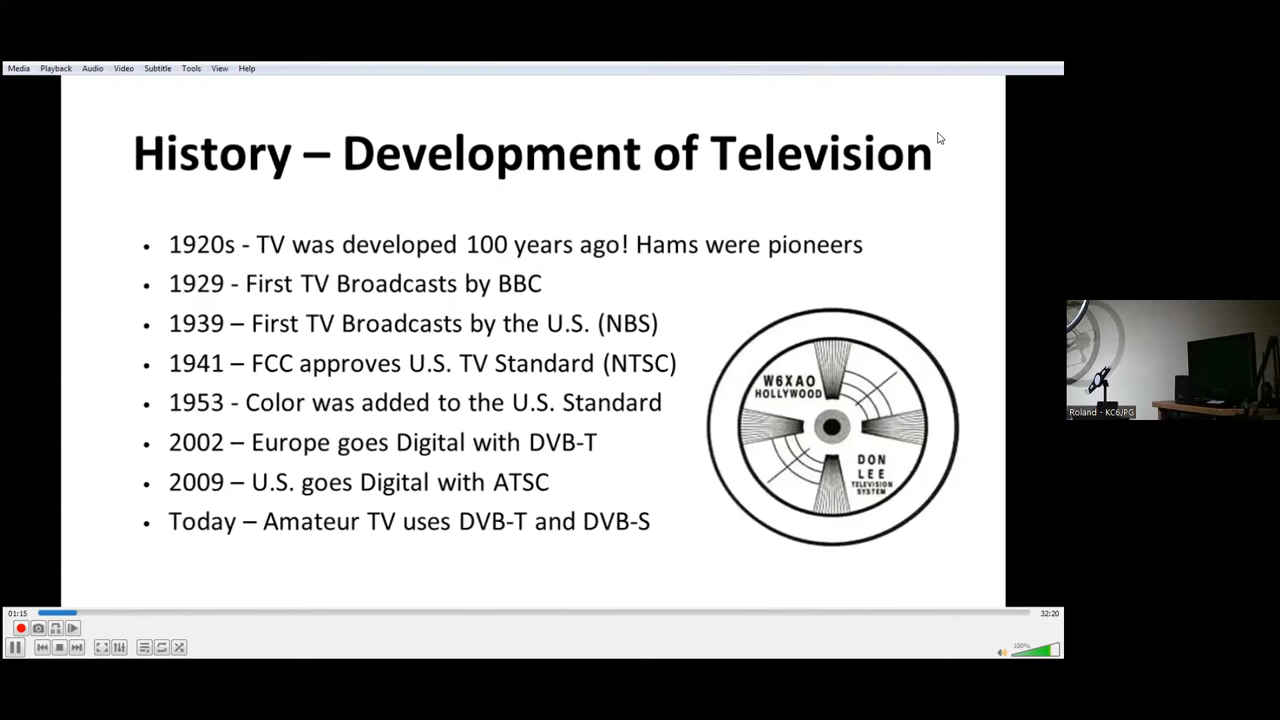 Media Playback Audio Video Subtitle Tools View Help
History – Development of Television
• 1920s - TV was developed 100 years ago! Hams were pioneers
• 1929 - First TV Broadcasts by BBC
• 1939 – First TV Broadcasts by the U.S. (NBS)
• 1941 – FCC approves U.S. TV Standard (NTSC)
• 1953 - Color was added to the U.S. Standard
• 2002 – Europe goes Digital with DVB-T
• 2009 – U.S. goes Digital with ATSC
• Today – Amateur TV uses DVB-T and DVB-S
W6XAO
HOLLYWOOD
DON
LEE
TELEVISION
SYSTEM
Roland - KC6JPG
01:15
32:20
100%